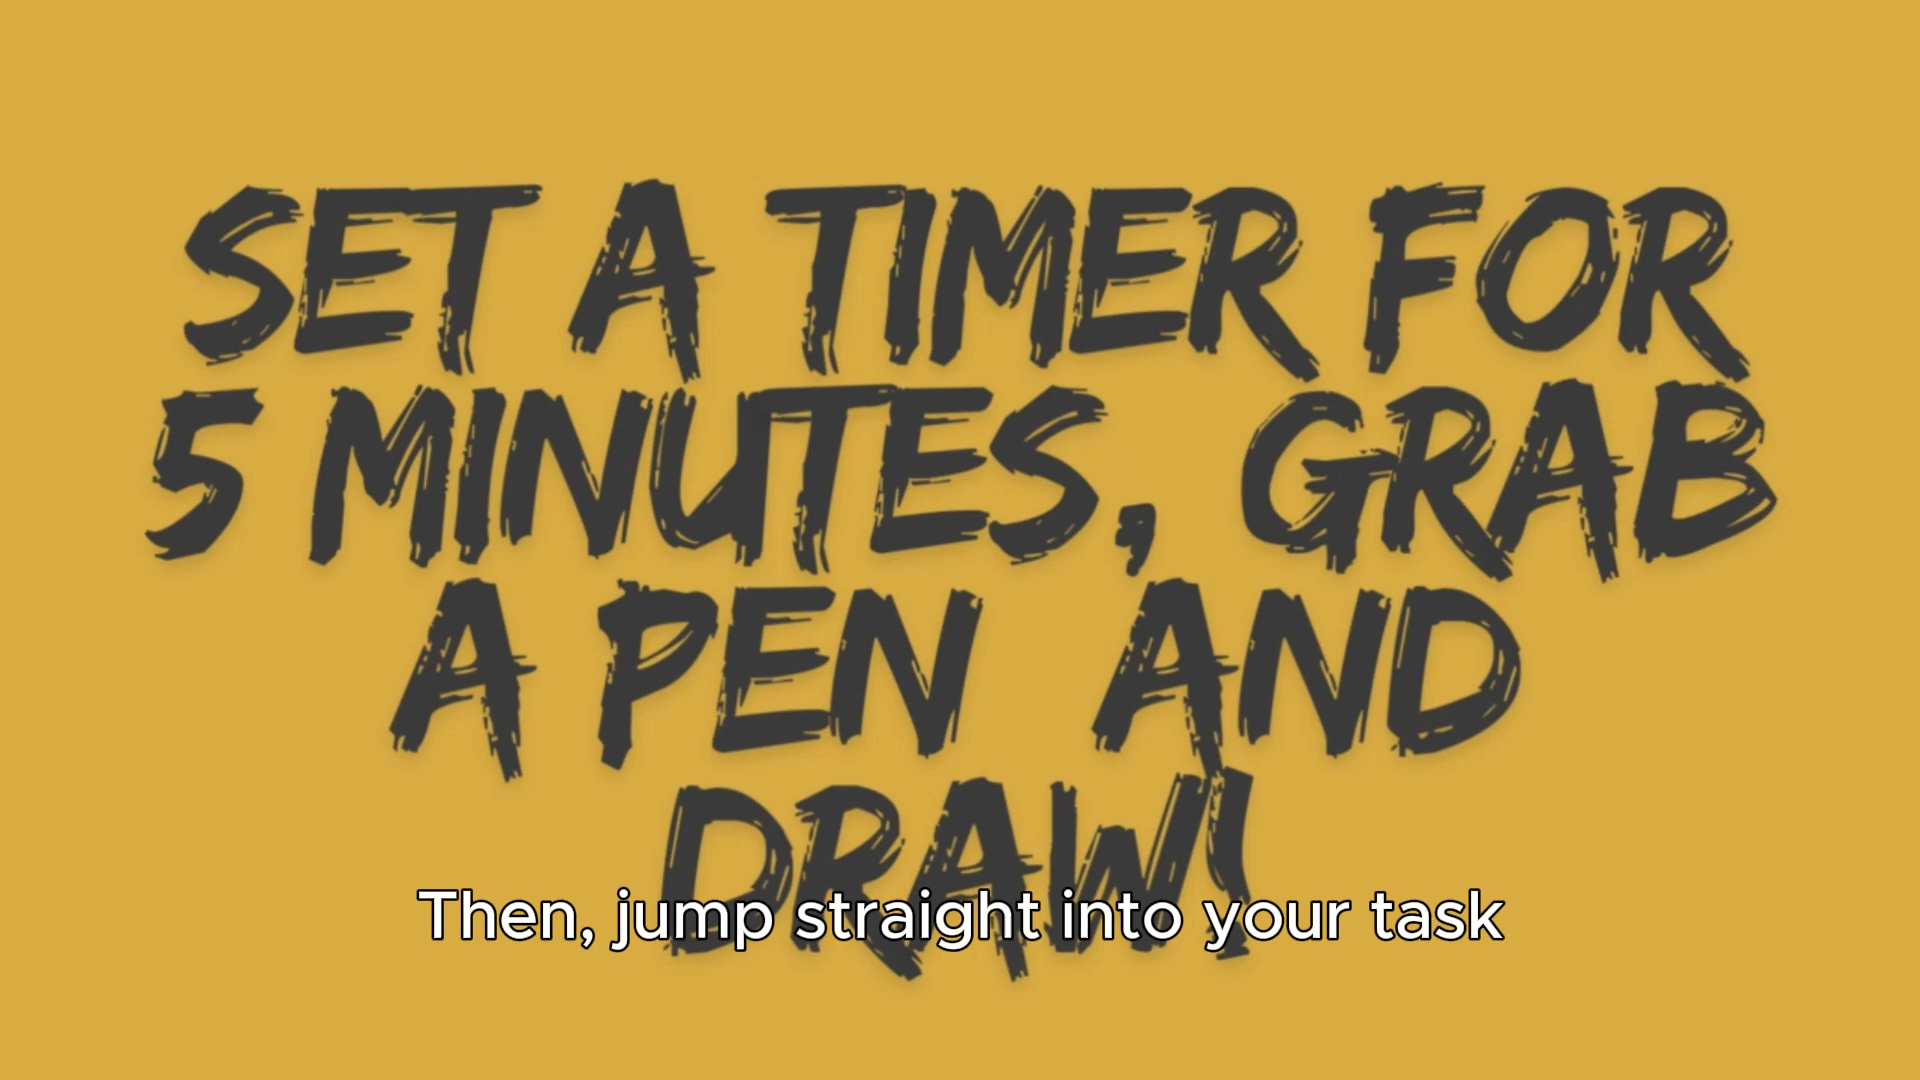 SET A TIMER FOR
5 MINUTES, GRAB
A PEN AND
DRAW!
Then, jump straight into your task